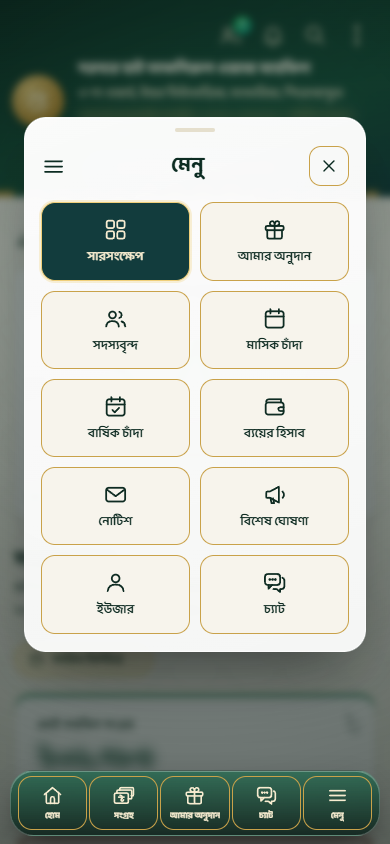 মেনু
সারসংক্ষেপ
আমার অনুদান
সদস্যবৃন্দ
মাসিক চাঁদা
বার্ষিক চাঁদা
ব্যয়ের হিসাব
নোটিশ
বিশেষ ঘোষণা
ইউজার
চ্যাট
হোম
সংগ্রহ
আমার অনুদান
চ্যাট
মেনু